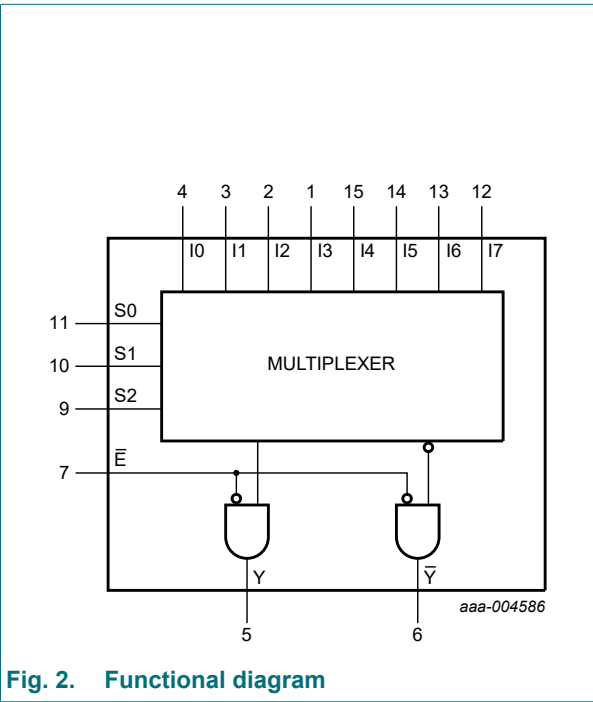 4 3 2 1 15 14 13 12
I0 I1 I2 I3 I4 I5 I6 I7
11 S0
10 S1
MULTIPLEXER
9 S2
7 E̅
Y Y̅
aaa-004586
5 6
Fig. 2. Functional diagram